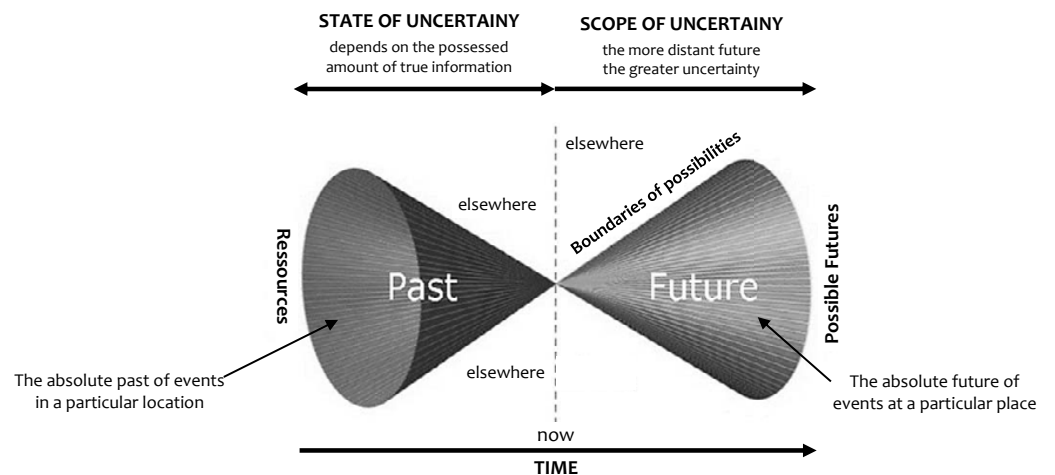 STATE OF UNCERTAINY
depends on the possessed
amount of true information
SCOPE OF UNCERTAINY
the more distant future
the greater uncertainty
elsewhere
elsewhere
Boundaries of possibilities
Ressources
Past
Future
Possible Futures
elsewhere
The absolute past of events
in a particular location
The absolute future of
events at a particular place
now
TIME